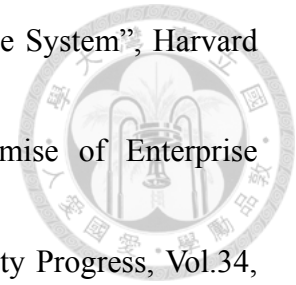 e System”, Harvard
mise of Enterprise
ty Progress, Vol.34,